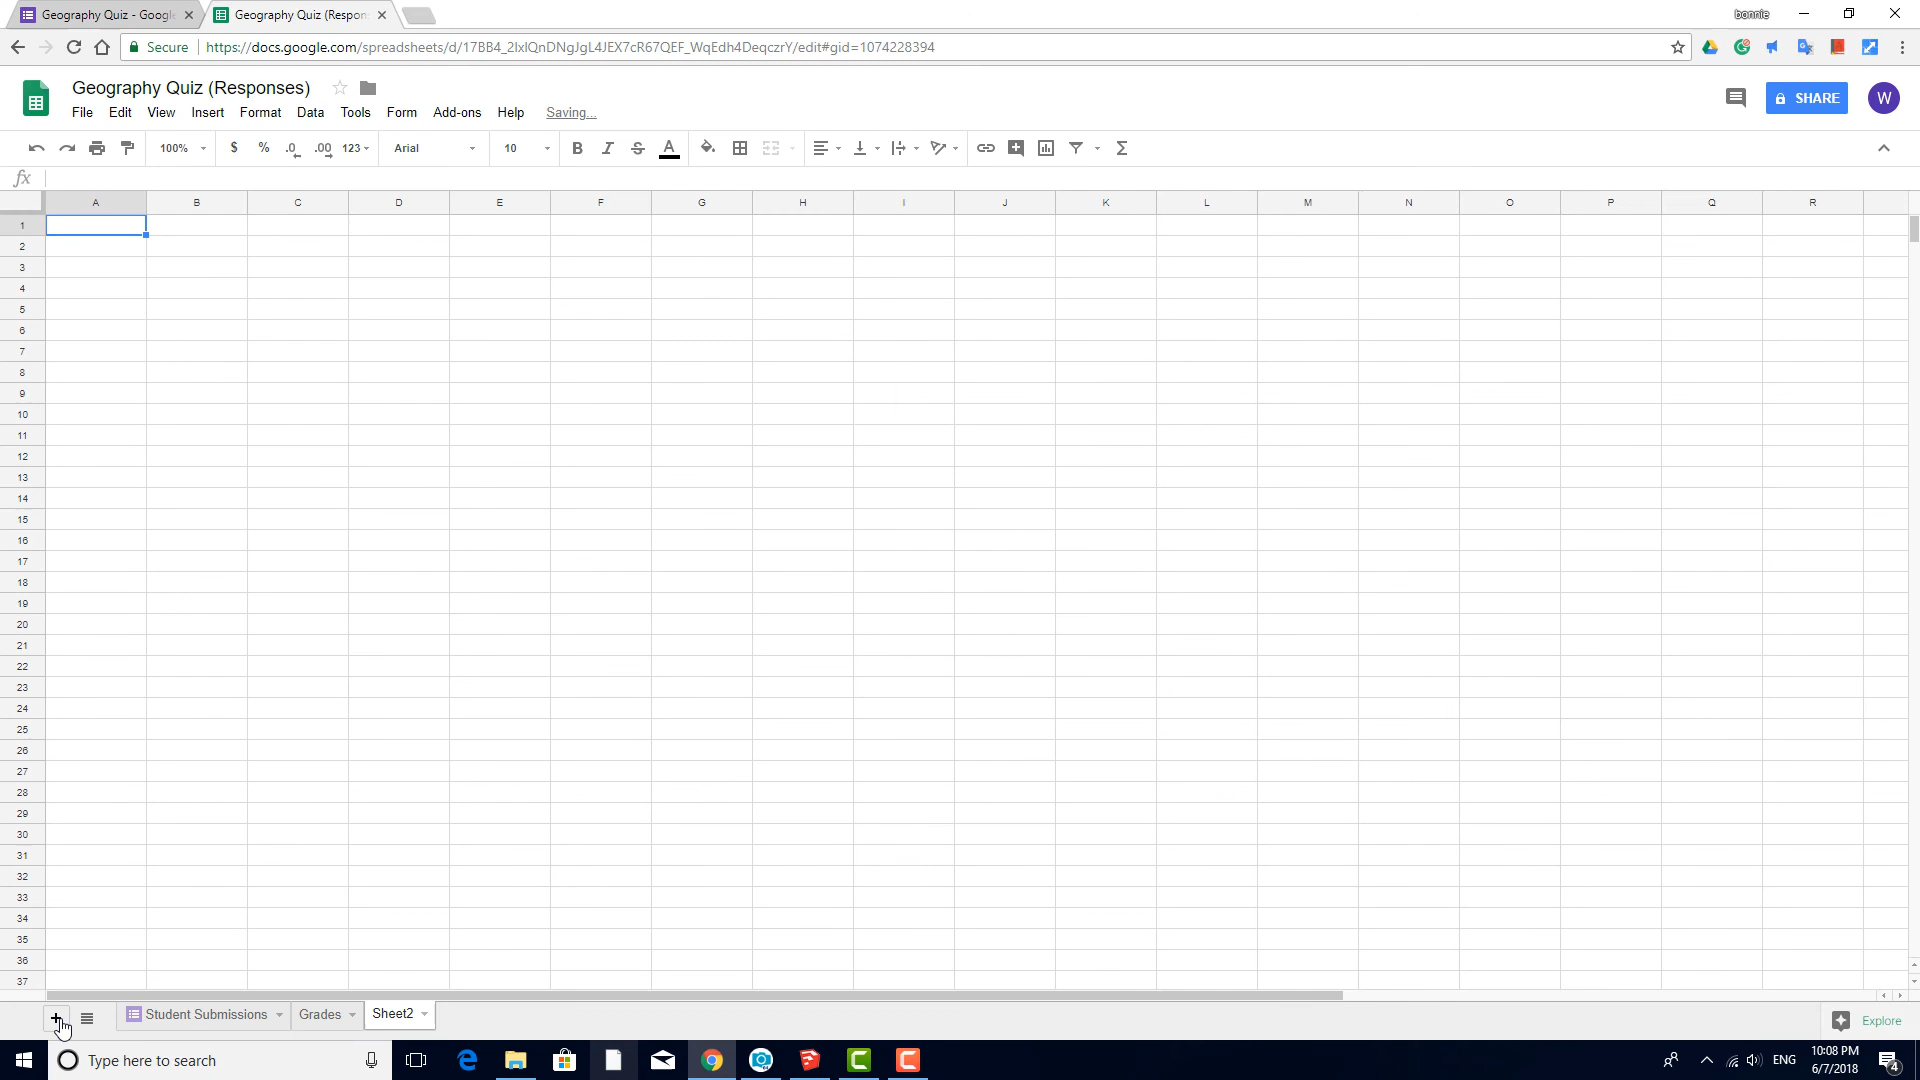 Geography Quiz - Google
Geography Quiz (Respon
bonnie
Secure
https://docs.google.com/spreadsheets/d/17BB4_2lxlQnDNgJgL4JEX7cR67QEF_WqEdh4DeqczrY/edit#gid=1074228394
Geography Quiz (Responses)
SHARE
W
File Edit View Insert Format Data Tools Form Add-ons Help Saving...
100% $ % .0 .00 123 Arial 10 B I S A Σ
fx
A B C D E F G H I J K L M N O P Q R
1
2
3
4
5
6
7
8
9
10
11
12
13
14
15
16
17
18
19
20
21
22
23
24
25
26
27
28
29
30
31
32
33
34
35
36
37
Student Submissions Grades Sheet2 Explore
Type here to search
ENG
10:08 PM
6/7/2018
4